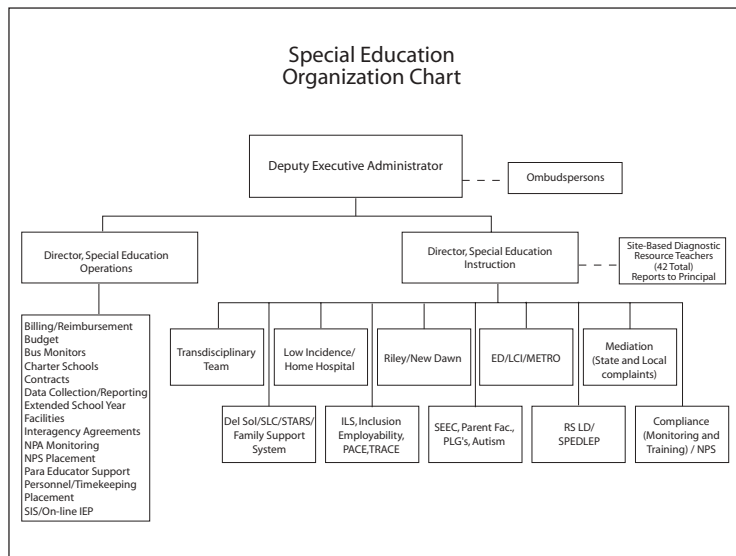 Special Education
Organization Chart
Deputy Executive Administrator
Ombudspersons
Director, Special Education
Operations
Director, Special Education
Instruction
Site-Based Diagnostic
Resource Teachers
(42 Total)
Reports to Principal
Billing/Reimbursement
Budget
Bus Monitors
Charter Schools
Contracts
Data Collection/Reporting
Extended School Year
Facilities
Interagency Agreements
NPA Monitoring
NPS Placement
Para Educator Support
Personnel/Timekeeping
Placement
SIS/On-line IEP
Transdisciplinary
Team
Low Incidence/
Home Hospital
Riley/New Dawn
ED/LCI/METRO
Mediation
(State and Local
complaints)
Del Sol/SLC/STARS/
Family Support
System
ILS, Inclusion
Employability,
PACE,TRACE
SEEC, Parent Fac.,
PLG's, Autism
RS LD/
SPEDLEP
Compliance
(Monitoring and
Training) / NPS